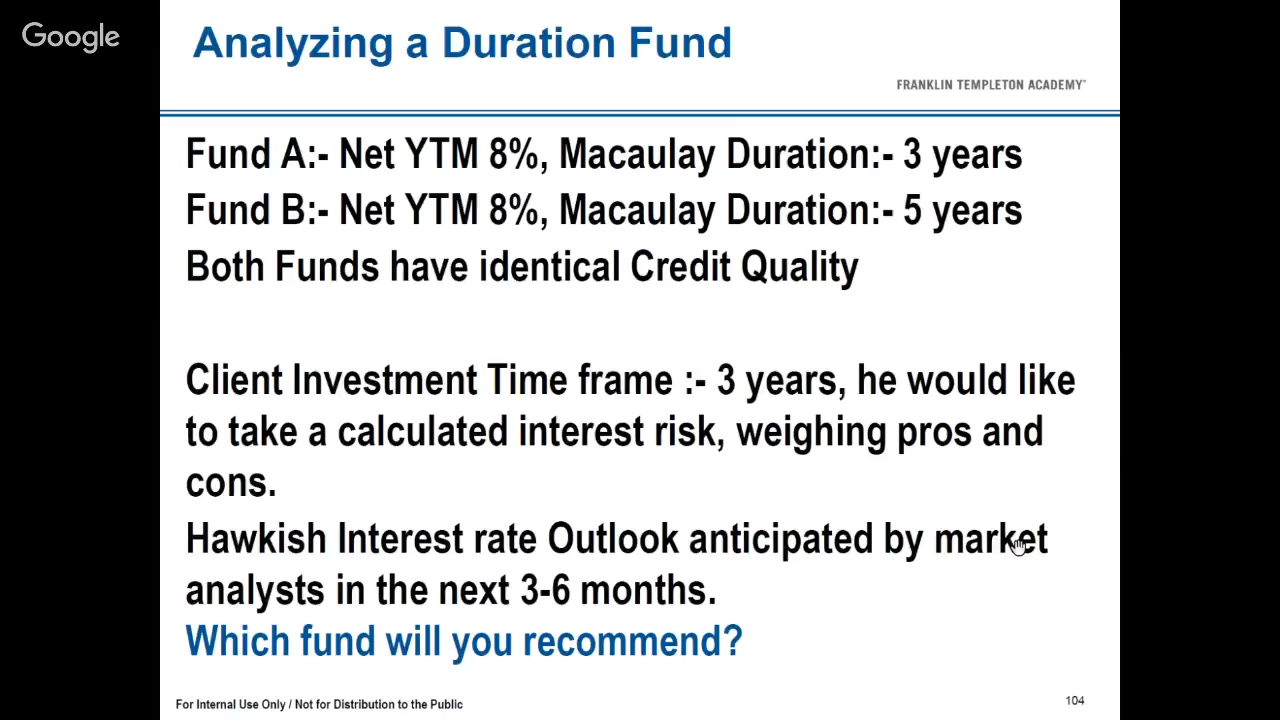 Google
Analyzing a Duration Fund
FRANKLIN TEMPLETON ACADEMY
Fund A:- Net YTM 8%, Macaulay Duration:- 3 years
Fund B:- Net YTM 8%, Macaulay Duration:- 5 years
Both Funds have identical Credit Quality
Client Investment Time frame :- 3 years, he would like
to take a calculated interest risk, weighing pros and
cons.
Hawkish Interest rate Outlook anticipated by market
analysts in the next 3-6 months.
Which fund will you recommend?
For Internal Use Only / Not for Distribution to the Public
104